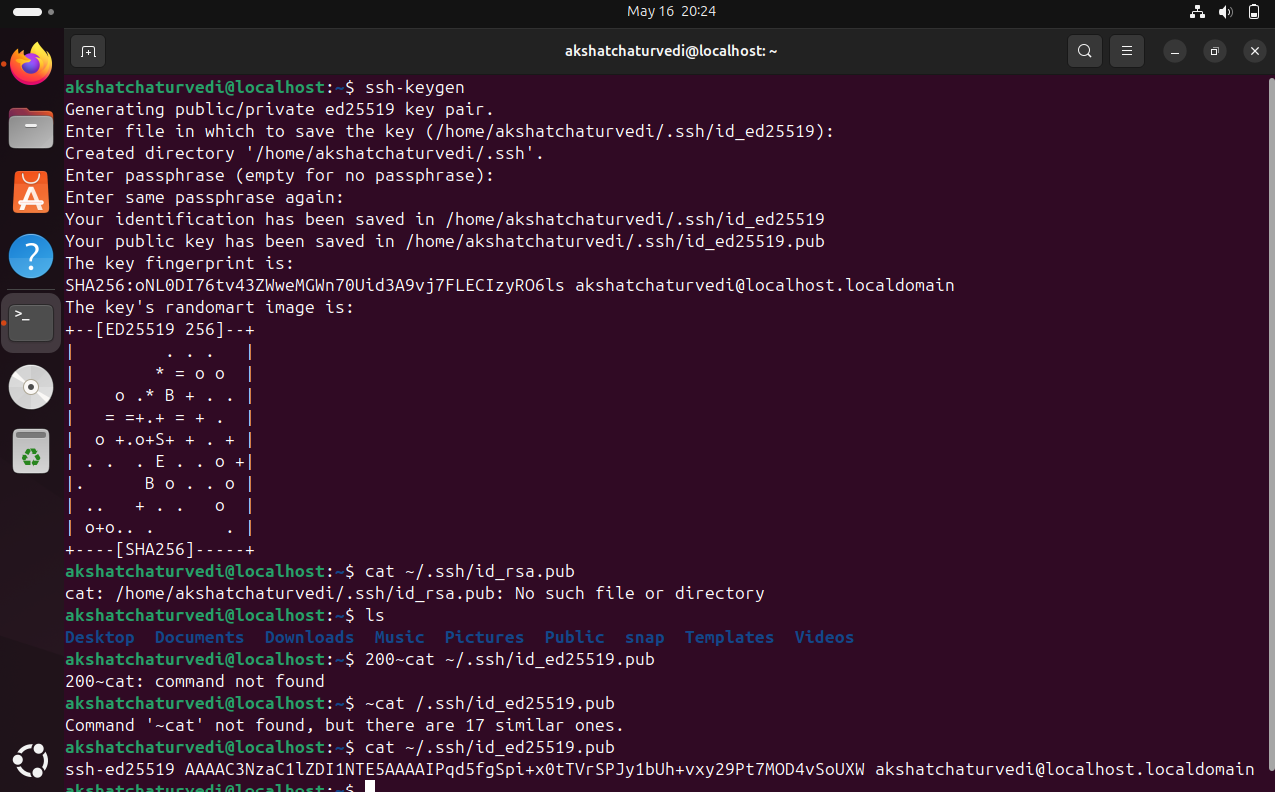 May 16 20:24
akshatchaturvedi@localhost: ~
akshatchaturvedi@localhost:~$ ssh-keygen
Generating public/private ed25519 key pair.
Enter file in which to save the key (/home/akshatchaturvedi/.ssh/id_ed25519):
Created directory '/home/akshatchaturvedi/.ssh'.
Enter passphrase (empty for no passphrase):
Enter same passphrase again:
Your identification has been saved in /home/akshatchaturvedi/.ssh/id_ed25519
Your public key has been saved in /home/akshatchaturvedi/.ssh/id_ed25519.pub
The key fingerprint is:
SHA256:oNL0DI76tv43ZWweMGWn70Uid3A9vj7FLECIzyRO6ls akshatchaturvedi@localhost.localdomain
The key's randomart image is:
+--[ED25519 256]--+
|         . . .   |
|        * = o o  |
|    o .* B + . . |
|   = =+.+ = + .  |
|  o +.o+S+ + . + |
| . .  . E . . o +|
|.      B o . . o |
| ..   + . .   o  |
| o+o.. .       . |
+----[SHA256]-----+
akshatchaturvedi@localhost:~$ cat ~/.ssh/id_rsa.pub
cat: /home/akshatchaturvedi/.ssh/id_rsa.pub: No such file or directory
akshatchaturvedi@localhost:~$ ls
Desktop  Documents  Downloads  Music  Pictures  Public  snap  Templates  Videos
akshatchaturvedi@localhost:~$ 200~cat ~/.ssh/id_ed25519.pub
200~cat: command not found
akshatchaturvedi@localhost:~$ ~cat /.ssh/id_ed25519.pub
Command '~cat' not found, but there are 17 similar ones.
akshatchaturvedi@localhost:~$ cat ~/.ssh/id_ed25519.pub
ssh-ed25519 AAAAC3NzaC1lZDI1NTE5AAAAIPqd5fgSpi+x0tTVrSPJy1bUh+vxy29Pt7MOD4vSoUXW akshatchaturvedi@localhost.localdomain
akshatchaturvedi@localhost:~$